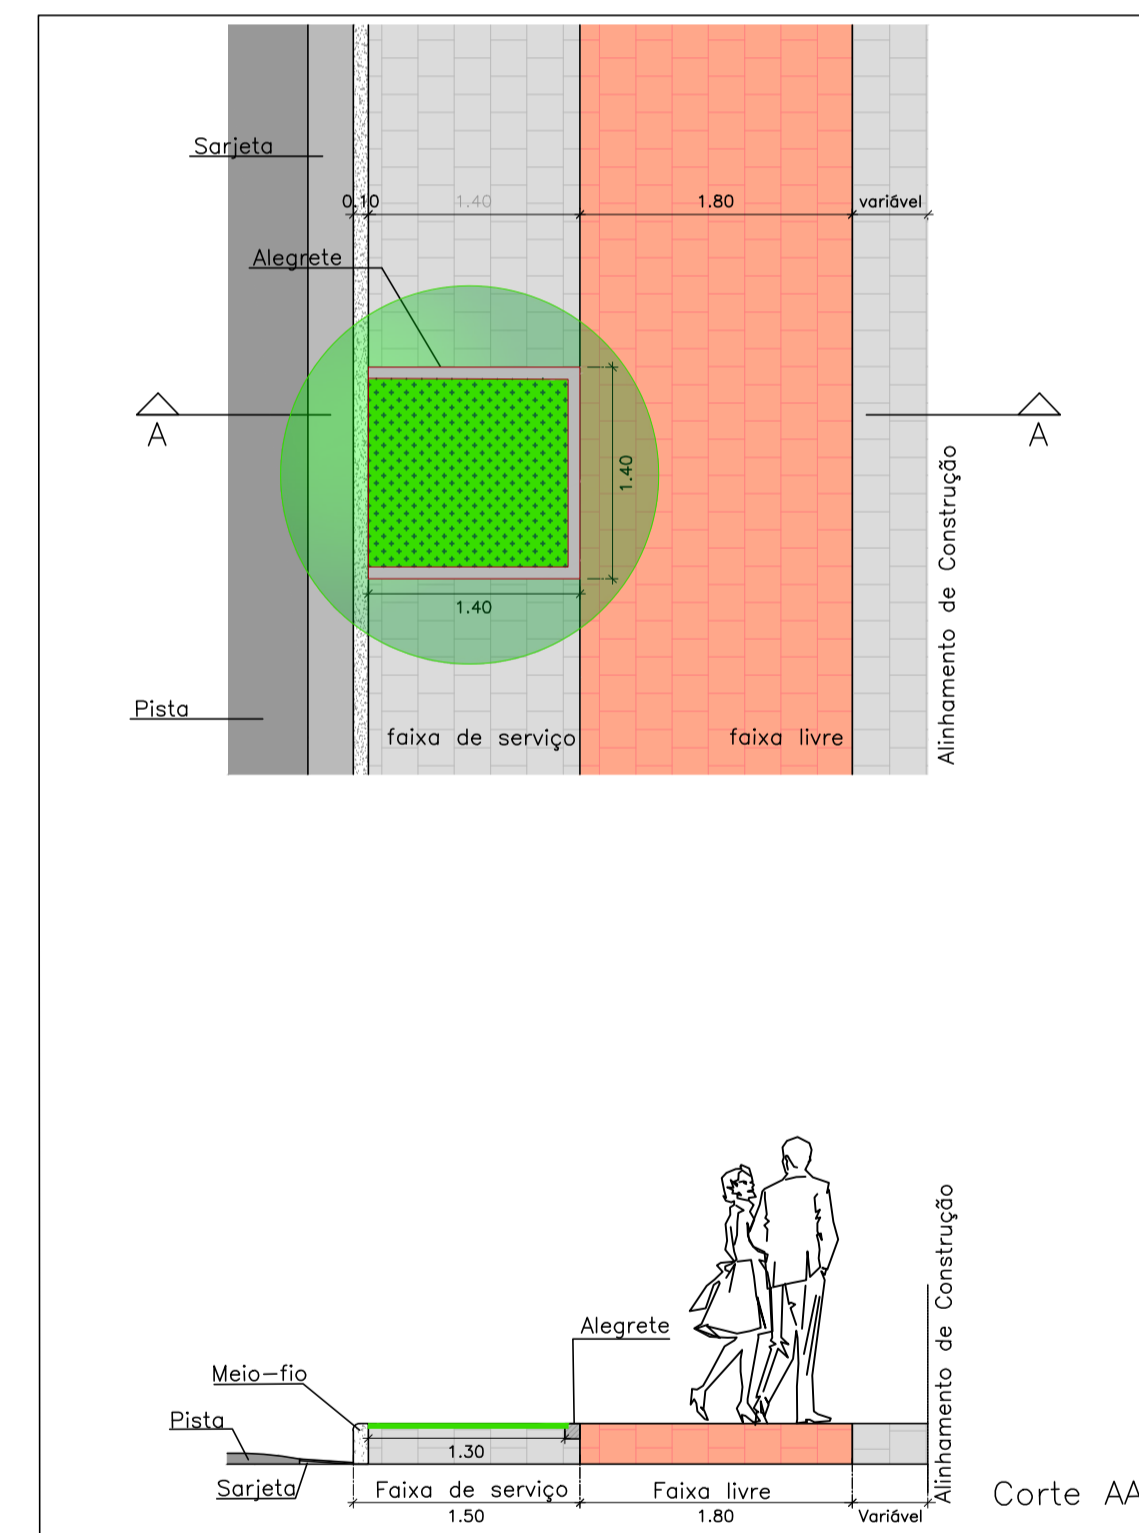 Sarjeta
0.10
1.40
1.80
variável
Alegrete
A
A
1.40
1.40
Alinhamento de Construção
Pista
faixa de serviço
faixa livre
Alinhamento de Construção
Alegrete
Meio-fio
Pista
1.30
Sarjeta
Faixa de serviço
Faixa livre
Corte AA
1.50
1.80
Variável